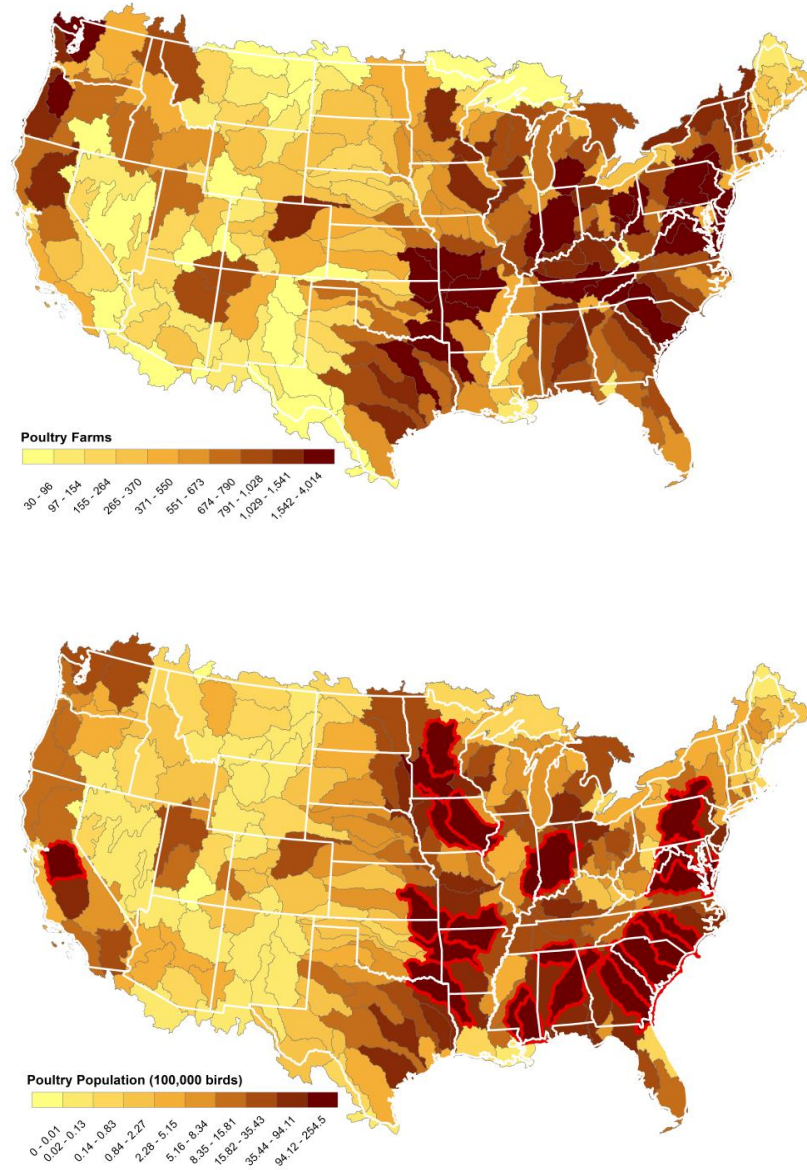 Poultry Farms
30 - 96
97 - 154
155 - 264
265 - 370
371 - 550
551 - 673
674 - 790
791 - 1,028
1,029 - 1,541
1,542 - 4,014
Poultry Population (100,000 birds)
0 - 0.01
0.02 - 0.13
0.14 - 0.83
0.84 - 2.27
2.28 - 5.15
5.16 - 8.34
8.35 - 15.81
15.82 - 35.43
35.44 - 94.11
94.12 - 254.5